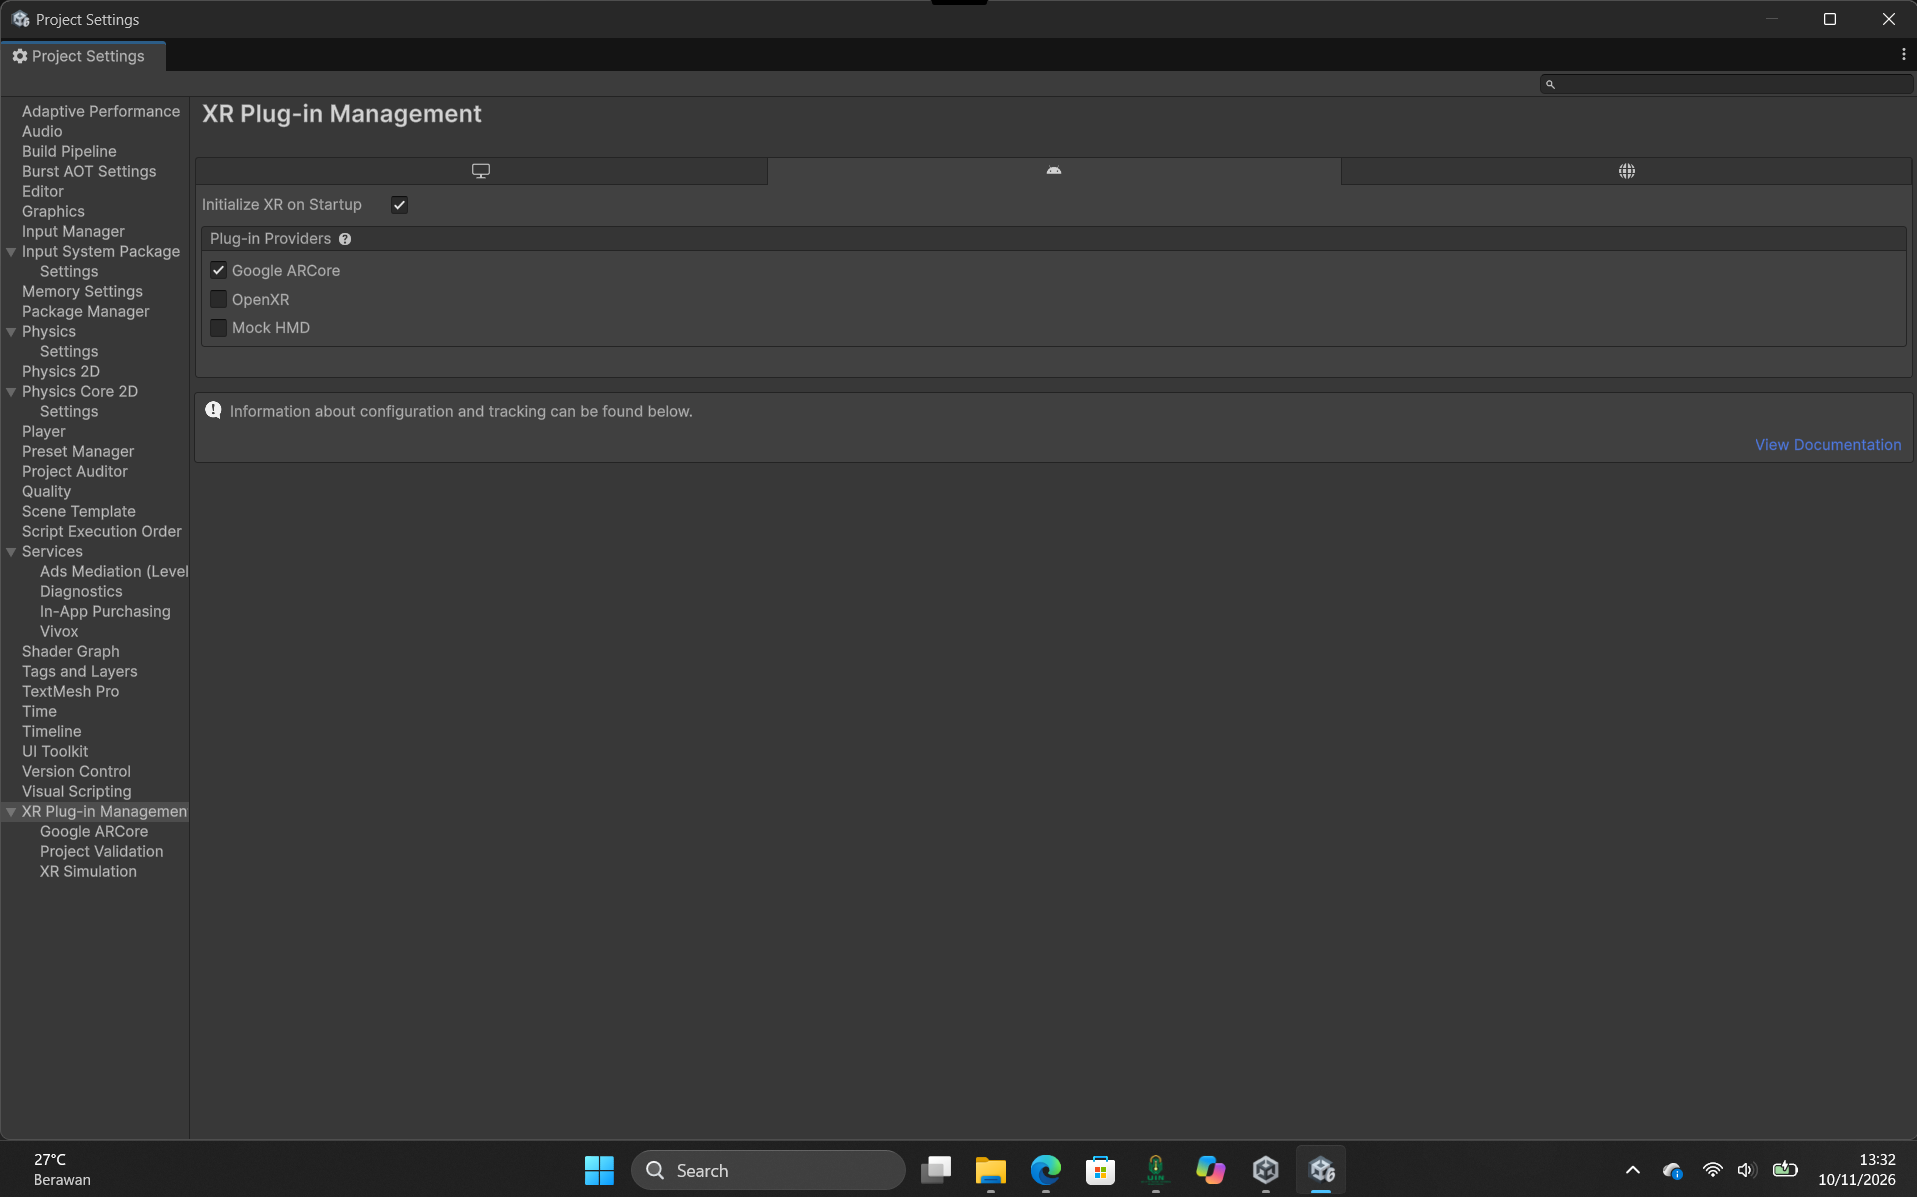 Project Settings
Project Settings
Adaptive Performance
Audio
Build Pipeline
Burst AOT Settings
Editor
Graphics
Input Manager
Input System Package
Settings
Memory Settings
Package Manager
Physics
Settings
Physics 2D
Physics Core 2D
Settings
Player
Preset Manager
Project Auditor
Quality
Scene Template
Script Execution Order
Services
Ads Mediation (Level
Diagnostics
In-App Purchasing
Vivox
Shader Graph
Tags and Layers
TextMesh Pro
Time
Timeline
UI Toolkit
Version Control
Visual Scripting
XR Plug-in Managemen
Google ARCore
Project Validation
XR Simulation
XR Plug-in Management
Initialize XR on Startup
Plug-in Providers
Google ARCore
OpenXR
Mock HMD
Information about configuration and tracking can be found below.
View Documentation
27°C
Berawan
Search
UIN
13:32
10/11/2026